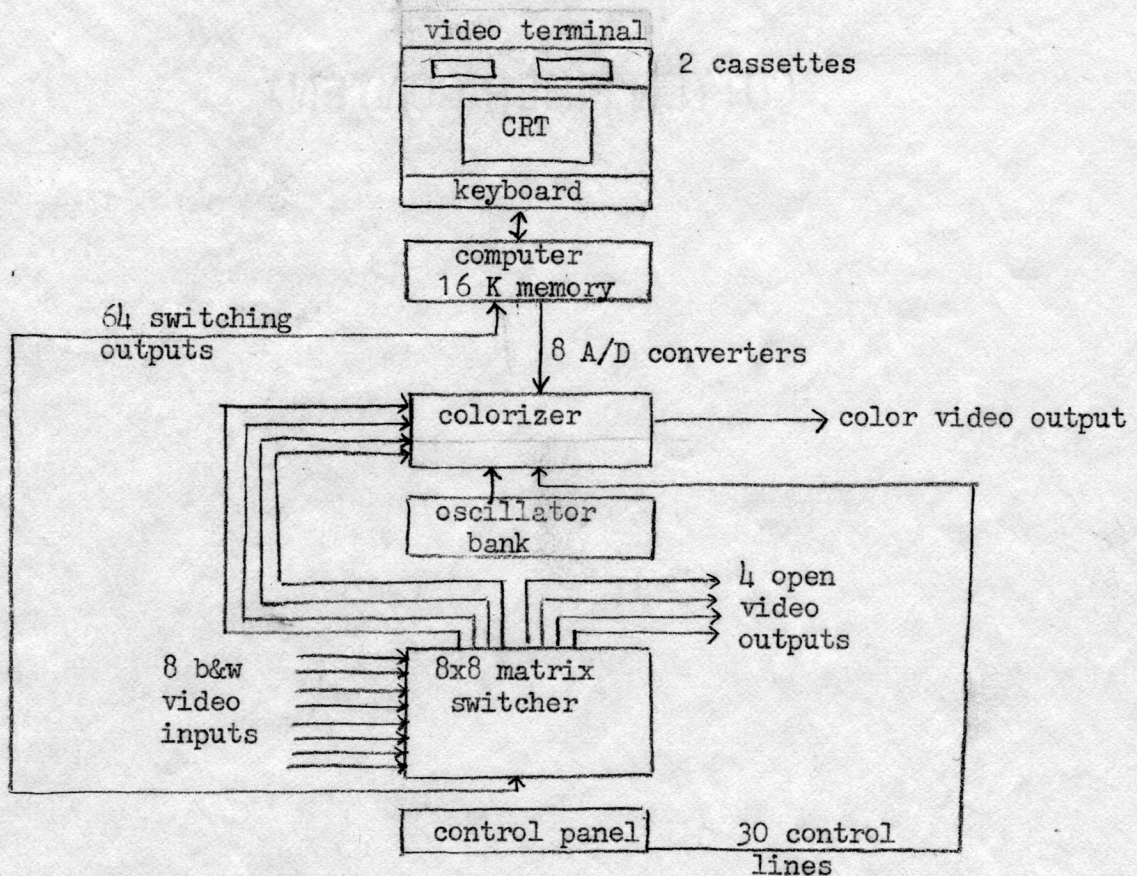 video terminal
2 cassettes
CRT
keyboard
computer
16 K memory
64 switching
outputs
8 A/D converters
colorizer
color video output
oscillator
bank
4 open
video
outputs
8 b&w
video
inputs
8x8 matrix
switcher
control panel
30 control
lines